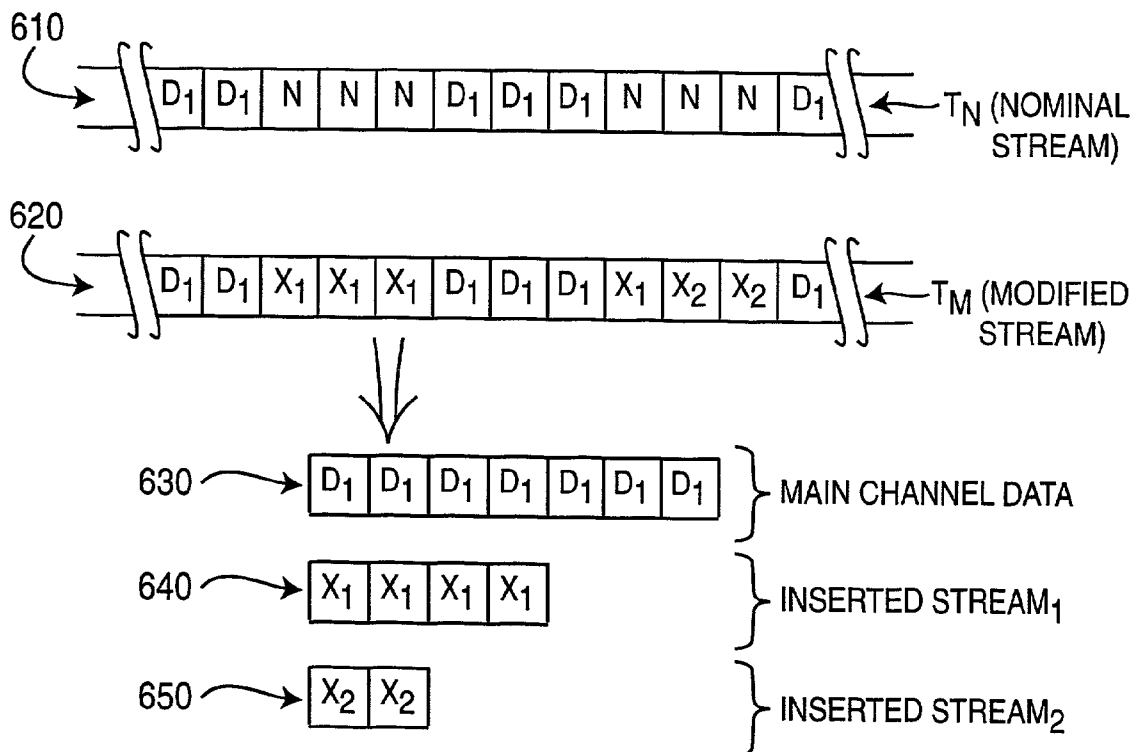 610
D₁ D₁ N N N D₁ D₁ D₁ N N N D₁
T_N (NOMINAL
STREAM)
620
D₁ D₁ X₁ X₁ X₁ D₁ D₁ D₁ X₁ X₂ X₂ D₁
T_M (MODIFIED
STREAM)
630 D₁ D₁ D₁ D₁ D₁ D₁ D₁ MAIN CHANNEL DATA
640 X₁ X₁ X₁ X₁ INSERTED STREAM₁
650 X₂ X₂ INSERTED STREAM₂